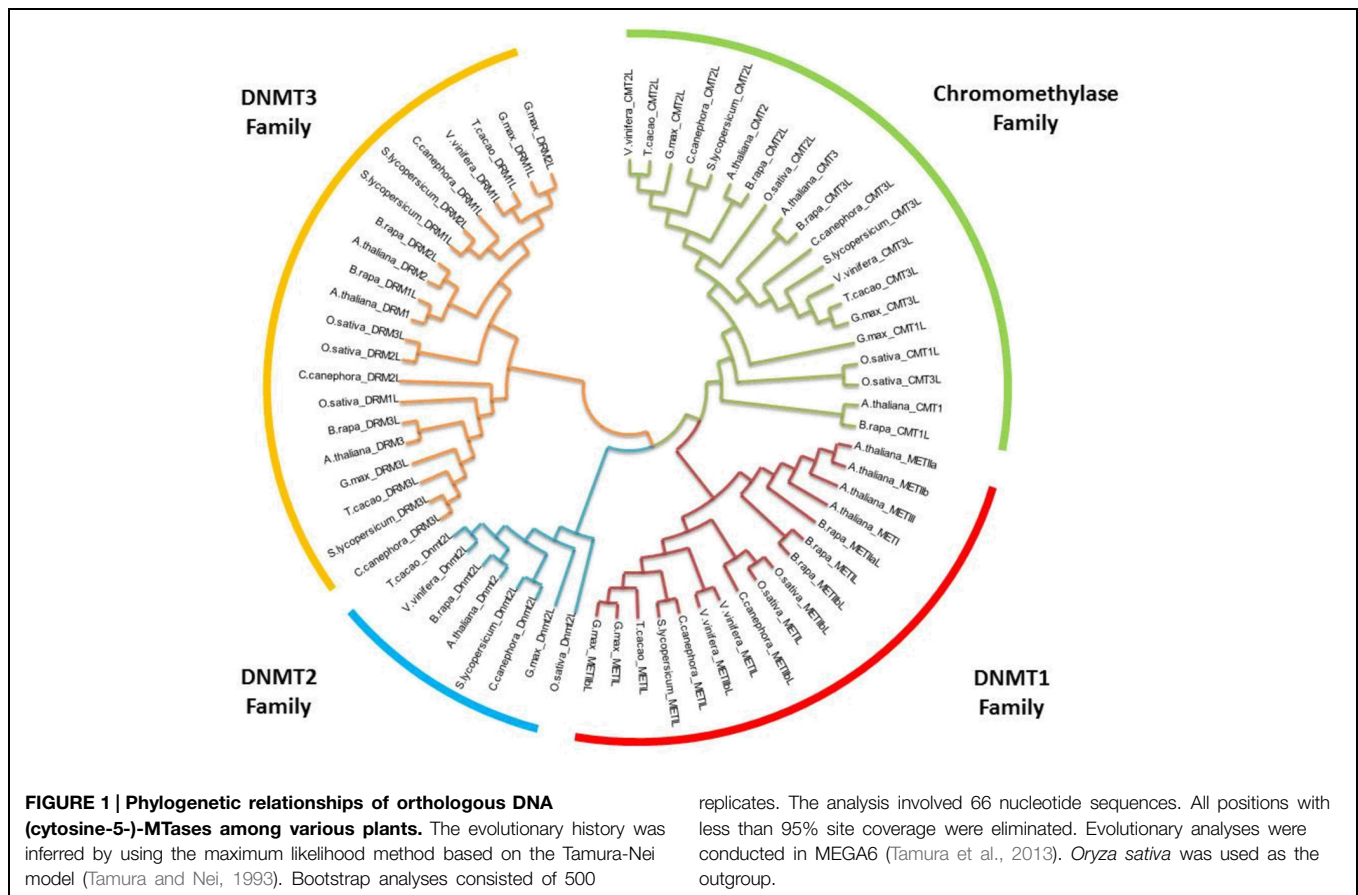 DNMT3
Family
Chromomethylase
Family
DNMT2
Family
DNMT1
Family
G.max_DRM2L
G.max_DRM1L
T.cacao_DRM1L
V.vinifera_DRM1L
C.canephora_DRM1L
S.lycopersicum_DRM2L
S.lycopersicum_DRM1L
B.rapa_DRM2L
A.thaliana_DRM2
B.rapa_DRM1L
A.thaliana_DRM1
O.sativa_DRM3L
O.sativa_DRM2L
C.canephora_DRM2L
O.sativa_DRM1L
B.rapa_DRM3L
A.thaliana_DRM3
G.max_DRM3L
T.cacao_DRM3L
S.lycopersicum_DRM3L
C.canephora_DRM3L
T.cacao_Dnmt2L
V.vinifera_Dnmt2L
B.rapa_Dnmt2L
A.thaliana_Dnmt2
S.lycopersicum_Dnmt2L
C.canephora_Dnmt2L
G.max_Dnmt2L
O.sativa_Dnmt2L
V.vinifera_CMT2L
T.cacao_CMT2L
G.max_CMT2L
C.canephora_CMT2L
S.lycopersicum_CMT2L
A.thaliana_CMT2
B.rapa_CMT2L
O.sativa_CMT2L
A.thaliana_CMT3
B.rapa_CMT3L
C.canephora_CMT3L
S.lycopersicum_CMT3L
V.vinifera_CMT3L
T.cacao_CMT3L
G.max_CMT3L
G.max_CMT1L
O.sativa_CMT1L
O.sativa_CMT3L
A.thaliana_CMT1
B.rapa_CMT1L
A.thaliana_METIIa
A.thaliana_METIIb
A.thaliana_METIII
A.thaliana_METI
B.rapa_METIIaL
B.rapa_METIL
B.rapa_METIIbL
O.sativa_METIIbL
O.sativa_METIL
C.canephora_METIIbL
V.vinifera_METIL
V.vinifera_METIIbL
C.canephora_METIL
S.lycopersicum_METIL
T.cacao_METIL
G.max_METIL
G.max_METIIbL
FIGURE 1 | Phylogenetic relationships of orthologous DNA
(cytosine-5-)-MTases among various plants. The evolutionary history was
inferred by using the maximum likelihood method based on the Tamura-Nei
model (Tamura and Nei, 1993). Bootstrap analyses consisted of 500
replicates. The analysis involved 66 nucleotide sequences. All positions with
less than 95% site coverage were eliminated. Evolutionary analyses were
conducted in MEGA6 (Tamura et al., 2013). Oryza sativa was used as the
outgroup.